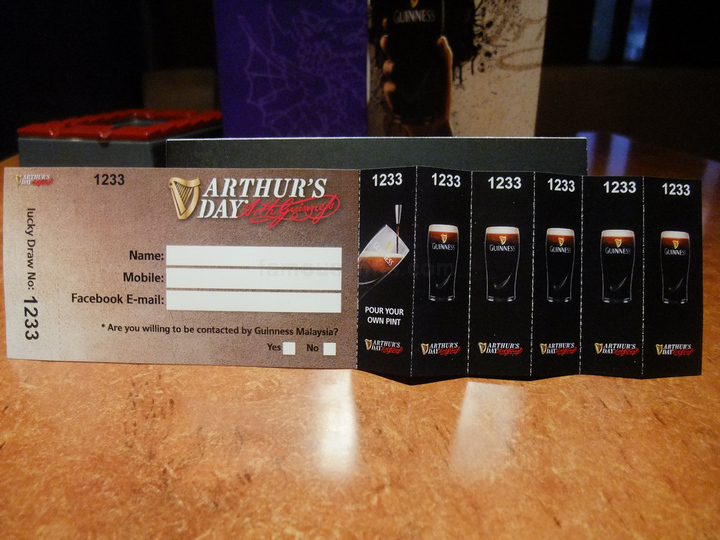 GUINNESS
ARTHUR'S
DAY
1233
lucky Draw No: 1233
ARTHUR'S
DAY
Name:
Mobile:
Facebook E-mail:
* Are you willing to be contacted by Guinness Malaysia?
Yes No
1233
POUR YOUR
OWN PINT
ARTHUR'S
DAY
1233
GUINNESS
ARTHUR'S
DAY
1233
GUINNESS
ARTHUR'S
DAY
1233
GUINNESS
ARTHUR'S
DAY
1233
GUINNESS
ARTHUR'S
DAY
1233
GUINNESS
ARTHUR'S
DAY